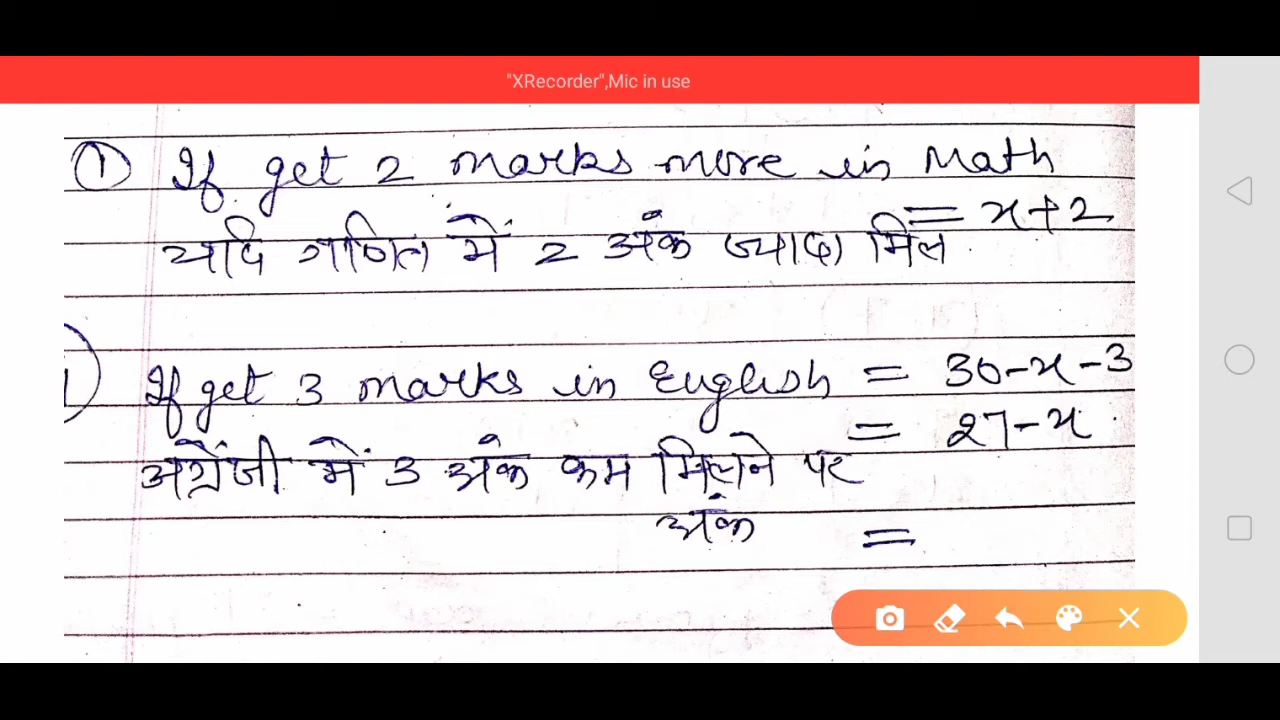 "XRecorder",Mic in use
① If get 2 marks more in Math
= x+2
यदि गणित में 2 अंक ज्यादा मिल
If get 3 marks in English = 30-x-3
= 27-x
अंग्रेंजी में 3 अंक कम मिलने पर
अंक =